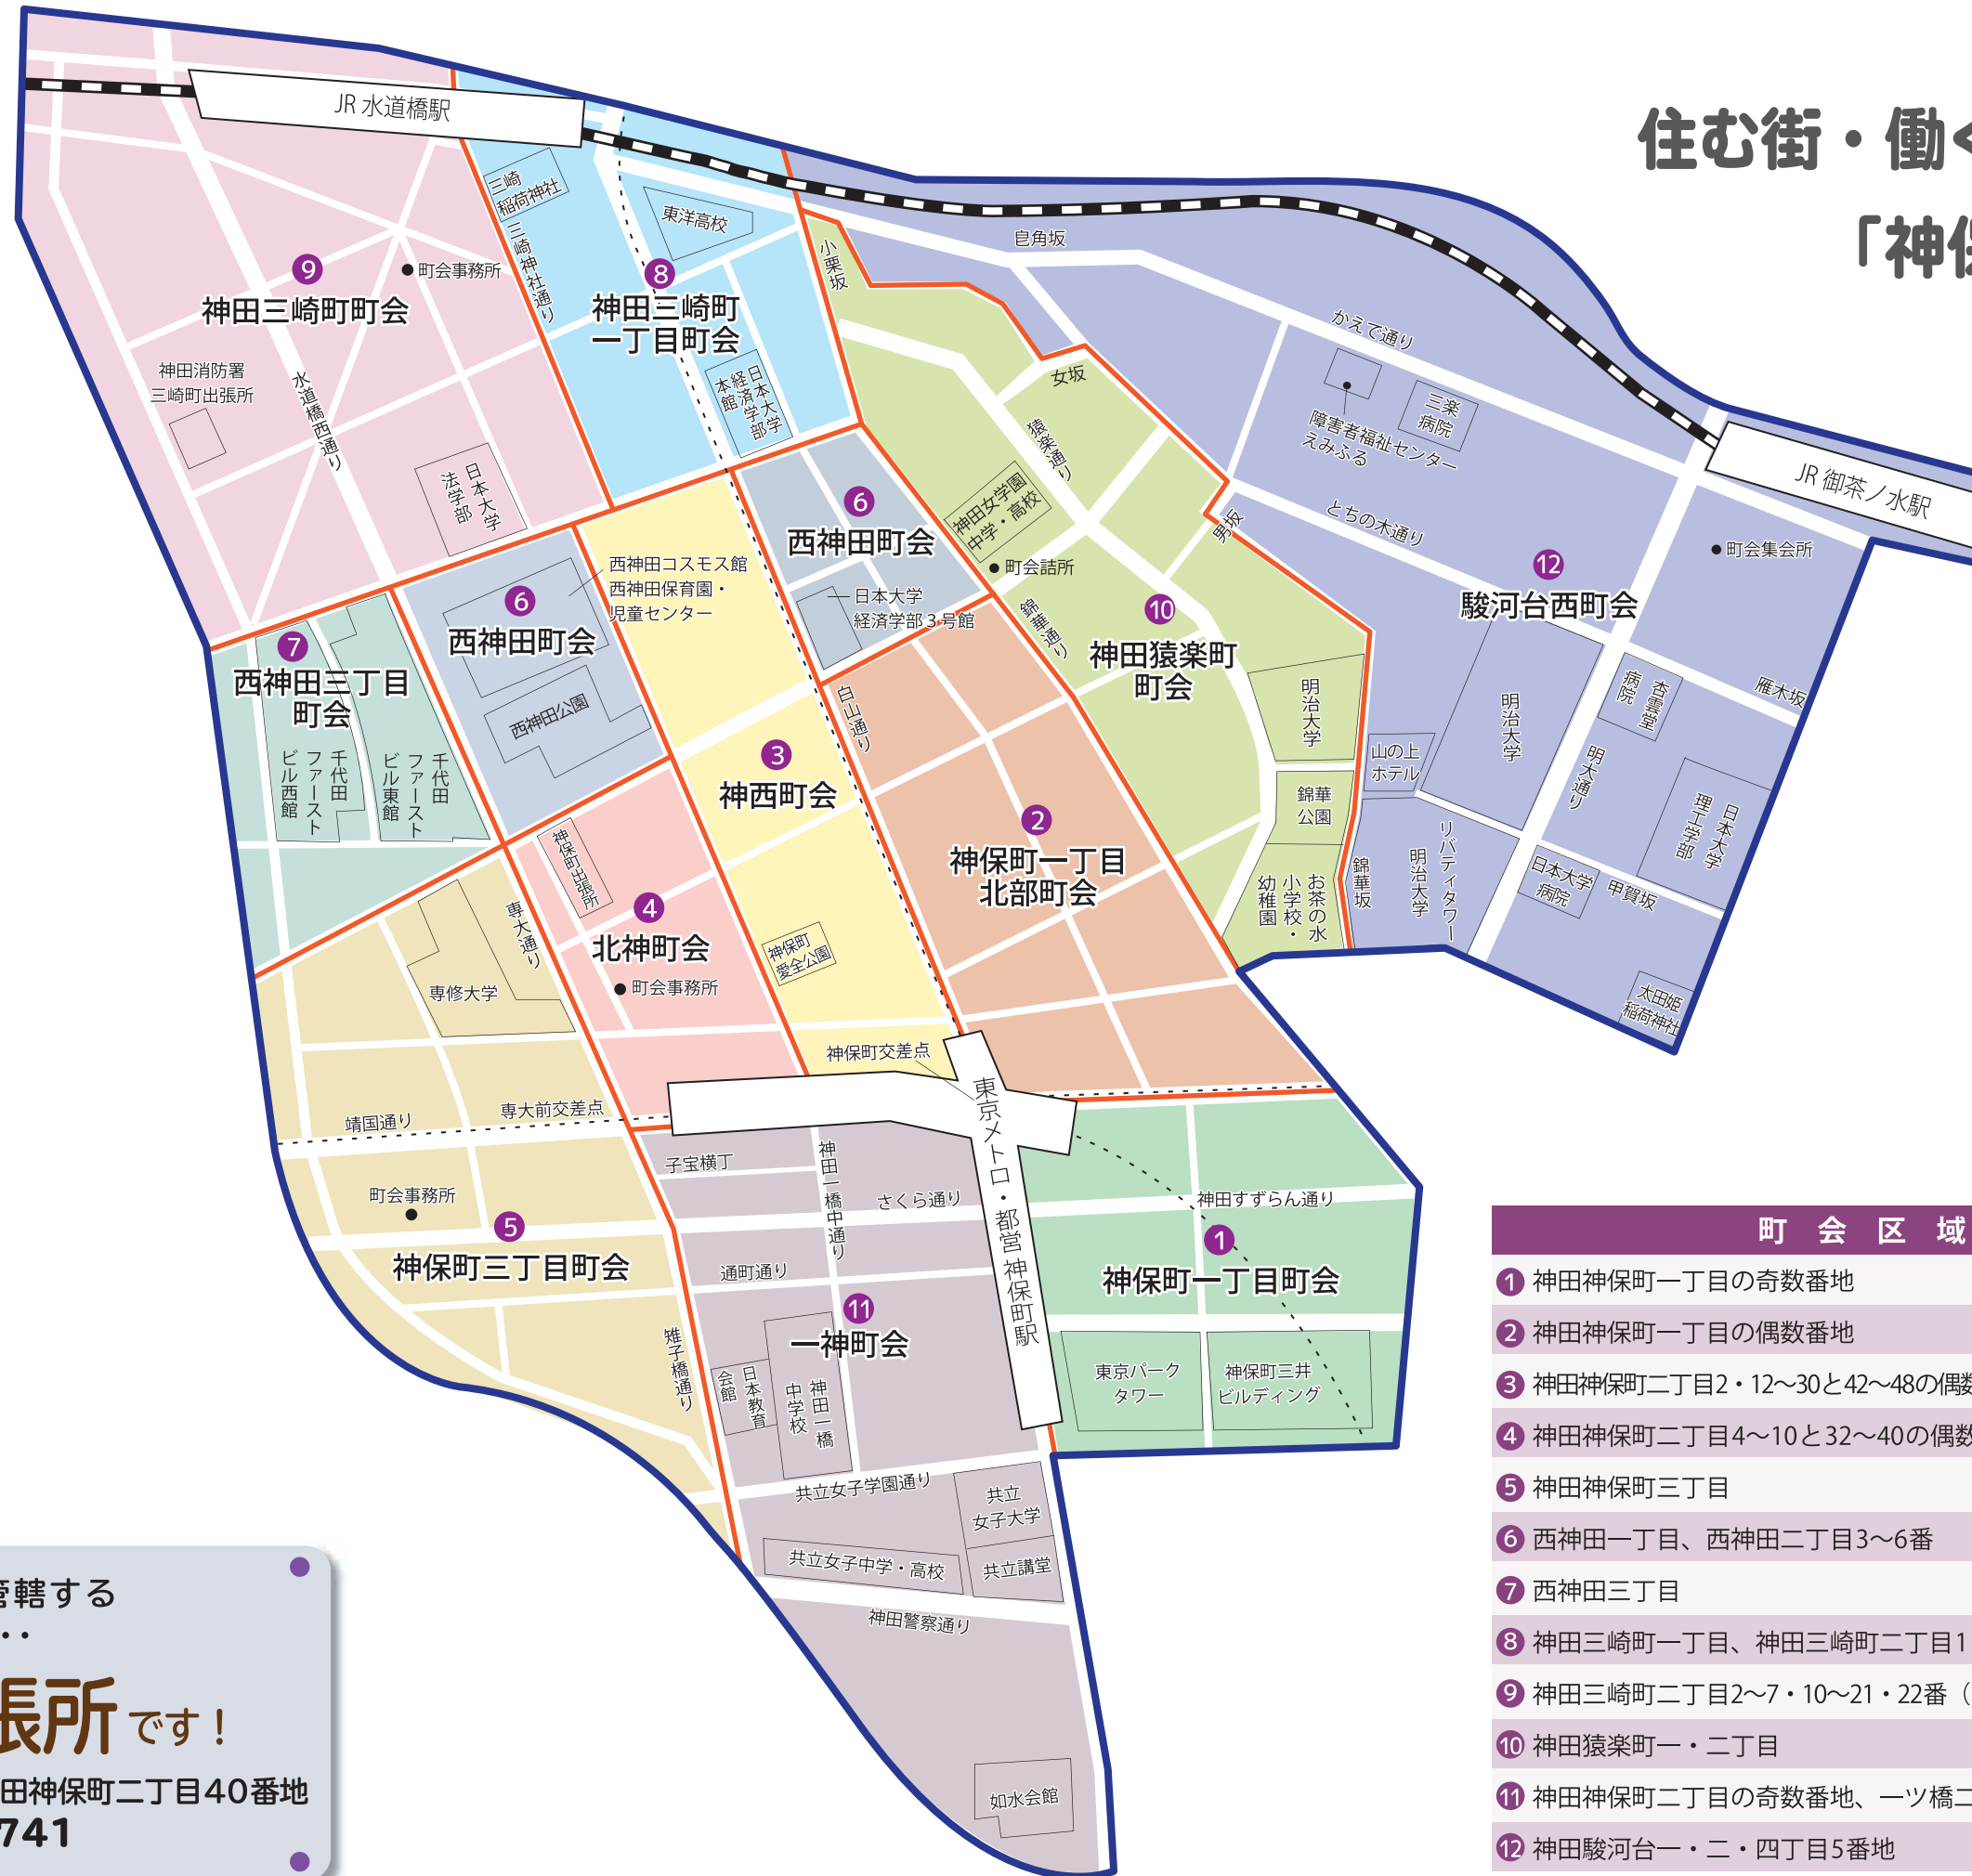 住む街・働く
「神保
JR 水道橋駅
三崎
稲荷神社
三崎神社通り
東洋高校
小栗坂
皀角坂
かえで通り
障害者福祉センター
えみふる
三楽
病院
JR 御茶ノ水駅
とちの木通り
町会集会所
❾
神田三崎町町会
町会事務所
❽
神田三崎町
一丁目町会
日本大学
経済学部
本館
神田消防署
三崎町出張所
水道橋西通り
日本大学
法学部
女坂
猿楽通り
神田女学園
中学・高校
町会詰所
男坂
錦華通り
❻
西神田町会
日本大学
経済学部３号館
西神田コスモス館
西神田保育園・
児童センター
❻
西神田町会
西神田公園
❼
西神田三丁目
町会
千代田
ファースト
ビル西館
千代田
ファースト
ビル東館
❿
神田猿楽町
町会
⓬
駿河台西町会
明治大学
明治大学
山の上
ホテル
杏雲堂
病院
雁木坂
明大通り
錦華
公園
お茶の水
小学校・
幼稚園
錦華坂
リバティタワー
明治大学
日本大学
病院
甲賀坂
日本大学
理工学部
太田姫
稲荷神社
白山通り
❸
神西町会
❷
神保町一丁目
北部町会
神保町出張所
❹
北神町会
町会事務所
神保町
愛全公園
専大通り
専修大学
神保町交差点
東京メトロ・都営 神保町駅
靖国通り
専大前交差点
町会事務所
❺
神保町三丁目町会
子宝横丁
神田一橋中通り
さくら通り
神田すずらん通り
❶
神保町一丁目町会
通町通り
⓫
一神町会
雉子橋通り
日本教育
会館
神田一橋
中学校
東京パーク
タワー
神保町三井
ビルディング
共立女子学園通り
共立
女子大学
共立女子中学・高校
共立講堂
神田警察通り
如水会館
管轄する
・・
張所です！
田神保町二丁目40番地
741
町会区域
❶ 神田神保町一丁目の奇数番地
❷ 神田神保町一丁目の偶数番地
❸ 神田神保町二丁目2・12～30と42～48の偶数
❹ 神田神保町二丁目4～10と32～40の偶数
❺ 神田神保町三丁目
❻ 西神田一丁目、西神田二丁目3～6番
❼ 西神田三丁目
❽ 神田三崎町一丁目、神田三崎町二丁目1
❾ 神田三崎町二丁目2～7・10～21・22番（
❿ 神田猿楽町一・二丁目
⓫ 神田神保町二丁目の奇数番地、一ツ橋二
⓬ 神田駿河台一・二・四丁目5番地